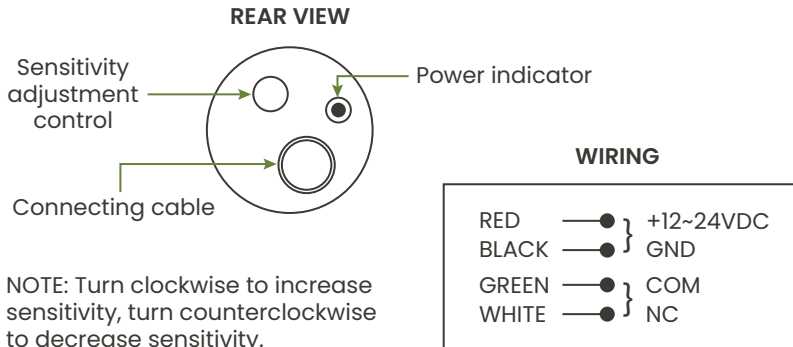 REAR VIEW
Sensitivity
adjustment
control
Power indicator
Connecting cable
NOTE: Turn clockwise to increase
sensitivity, turn counterclockwise
to decrease sensitivity.
WIRING
RED +12~24VDC
BLACK GND
GREEN COM
WHITE NC